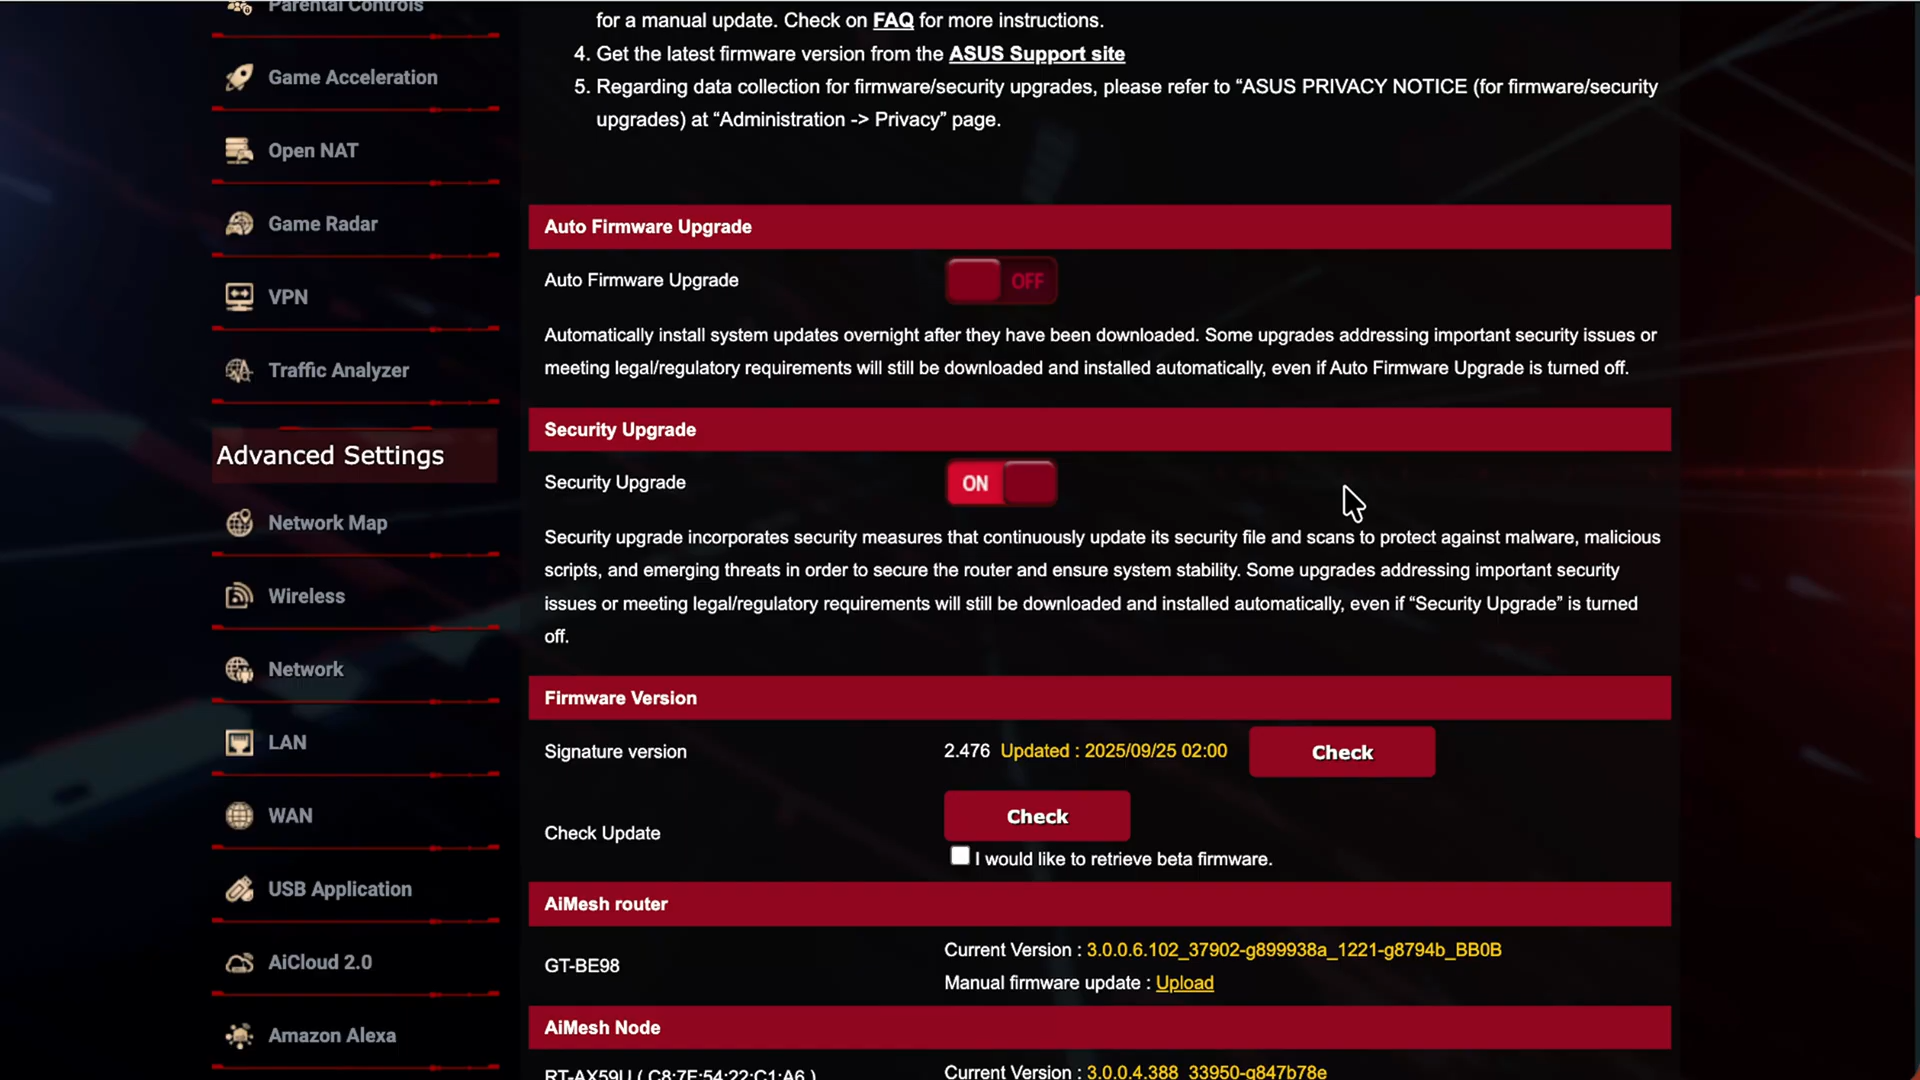 Parental Controls
Game Acceleration
Open NAT
Game Radar
VPN
Traffic Analyzer
Advanced Settings
Network Map
Wireless
Network
LAN
WAN
USB Application
AiCloud 2.0
Amazon Alexa
for a manual update. Check on FAQ for more instructions.
4. Get the latest firmware version from the ASUS Support site
5. Regarding data collection for firmware/security upgrades, please refer to “ASUS PRIVACY NOTICE (for firmware/security
upgrades) at “Administration -> Privacy” page.
Auto Firmware Upgrade
Auto Firmware Upgrade OFF
Automatically install system updates overnight after they have been downloaded. Some upgrades addressing important security issues or
meeting legal/regulatory requirements will still be downloaded and installed automatically, even if Auto Firmware Upgrade is turned off.
Security Upgrade
Security Upgrade ON
Security upgrade incorporates security measures that continuously update its security file and scans to protect against malware, malicious
scripts, and emerging threats in order to secure the router and ensure system stability. Some upgrades addressing important security
issues or meeting legal/regulatory requirements will still be downloaded and installed automatically, even if “Security Upgrade” is turned
off.
Firmware Version
Signature version 2.476 Updated : 2025/09/25 02:00 Check
Check Update Check
I would like to retrieve beta firmware.
AiMesh router
GT-BE98 Current Version : 3.0.0.6.102_37902-g899938a_1221-g8794b_BB0B
Manual firmware update : Upload
AiMesh Node
RT-AX59U ( C8:7F:54:22:C1:A6 ) Current Version : 3.0.0.4.388_33950-g847b78e